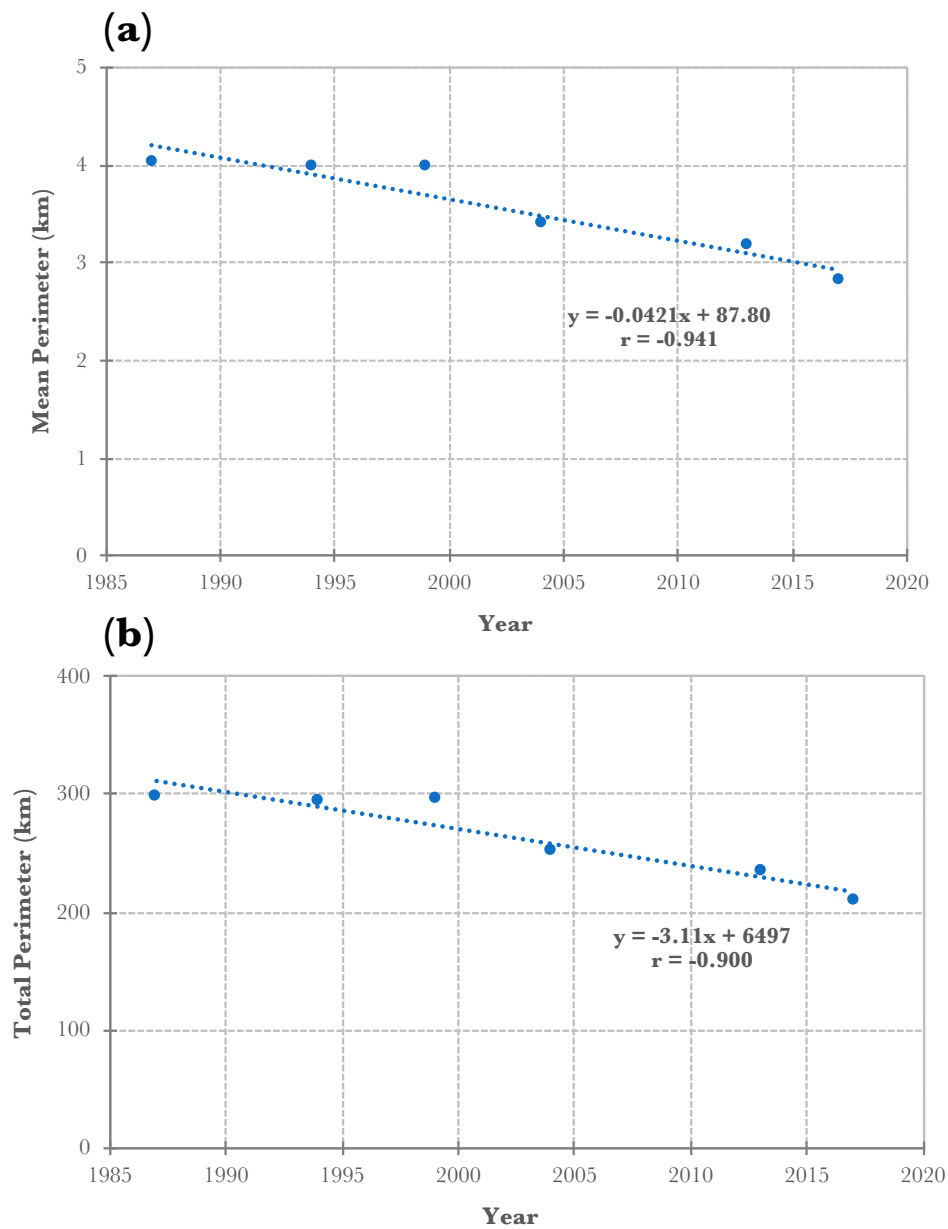 (a)
5
4
3
2
1
0
Mean Perimeter (km)
y = -0.0421x + 87.80
r = -0.941
1985 1990 1995 2000 2005 2010 2015 2020
Year
(b)
400
300
200
100
0
Total Perimeter (km)
y = -3.11x + 6497
r = -0.900
1985 1990 1995 2000 2005 2010 2015 2020
Year